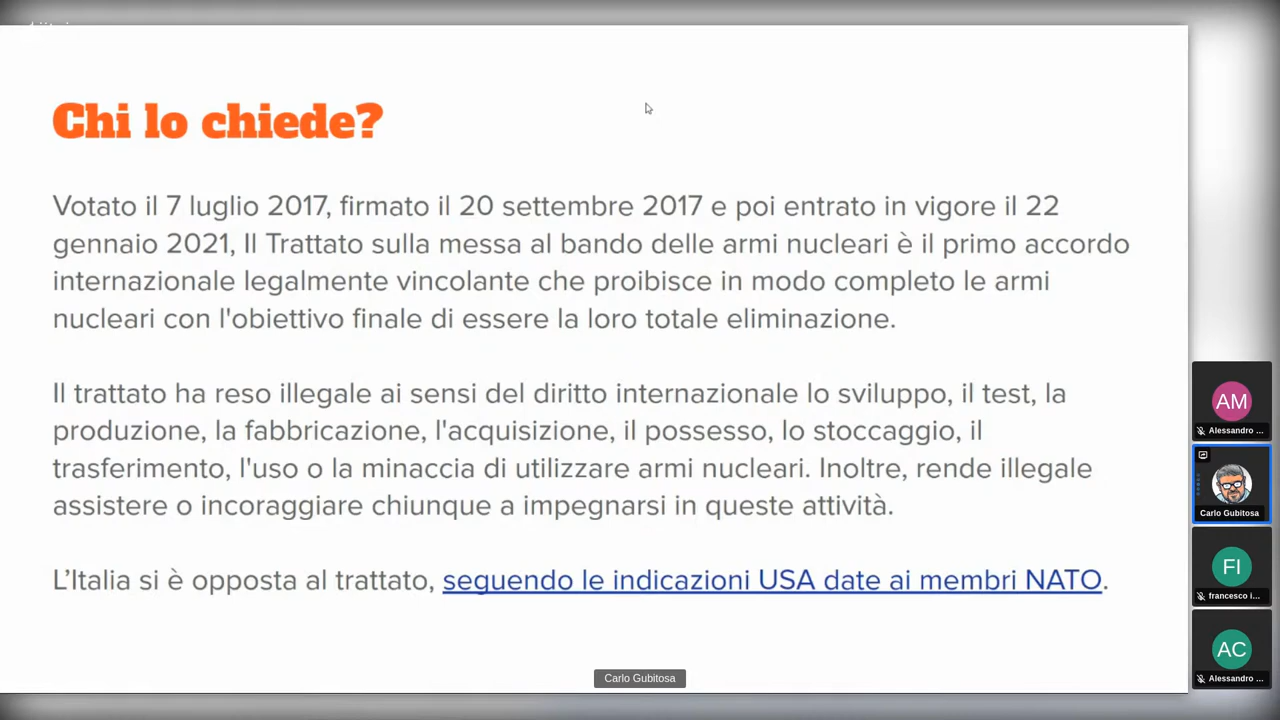 Chi lo chiede?
Votato il 7 luglio 2017, firmato il 20 settembre 2017 e poi entrato in vigore il 22
gennaio 2021, Il Trattato sulla messa al bando delle armi nucleari è il primo accordo
internazionale legalmente vincolante che proibisce in modo completo le armi
nucleari con l'obiettivo finale di essere la loro totale eliminazione.
Il trattato ha reso illegale ai sensi del diritto internazionale lo sviluppo, il test, la
produzione, la fabbricazione, l'acquisizione, il possesso, lo stoccaggio, il
trasferimento, l'uso o la minaccia di utilizzare armi nucleari. Inoltre, rende illegale
assistere o incoraggiare chiunque a impegnarsi in queste attività.
L’Italia si è opposta al trattato, seguendo le indicazioni USA date ai membri NATO.
Carlo Gubitosa
AM
Alessandro ...
Carlo Gubitosa
FI
francesco i...
AC
Alessandro ...